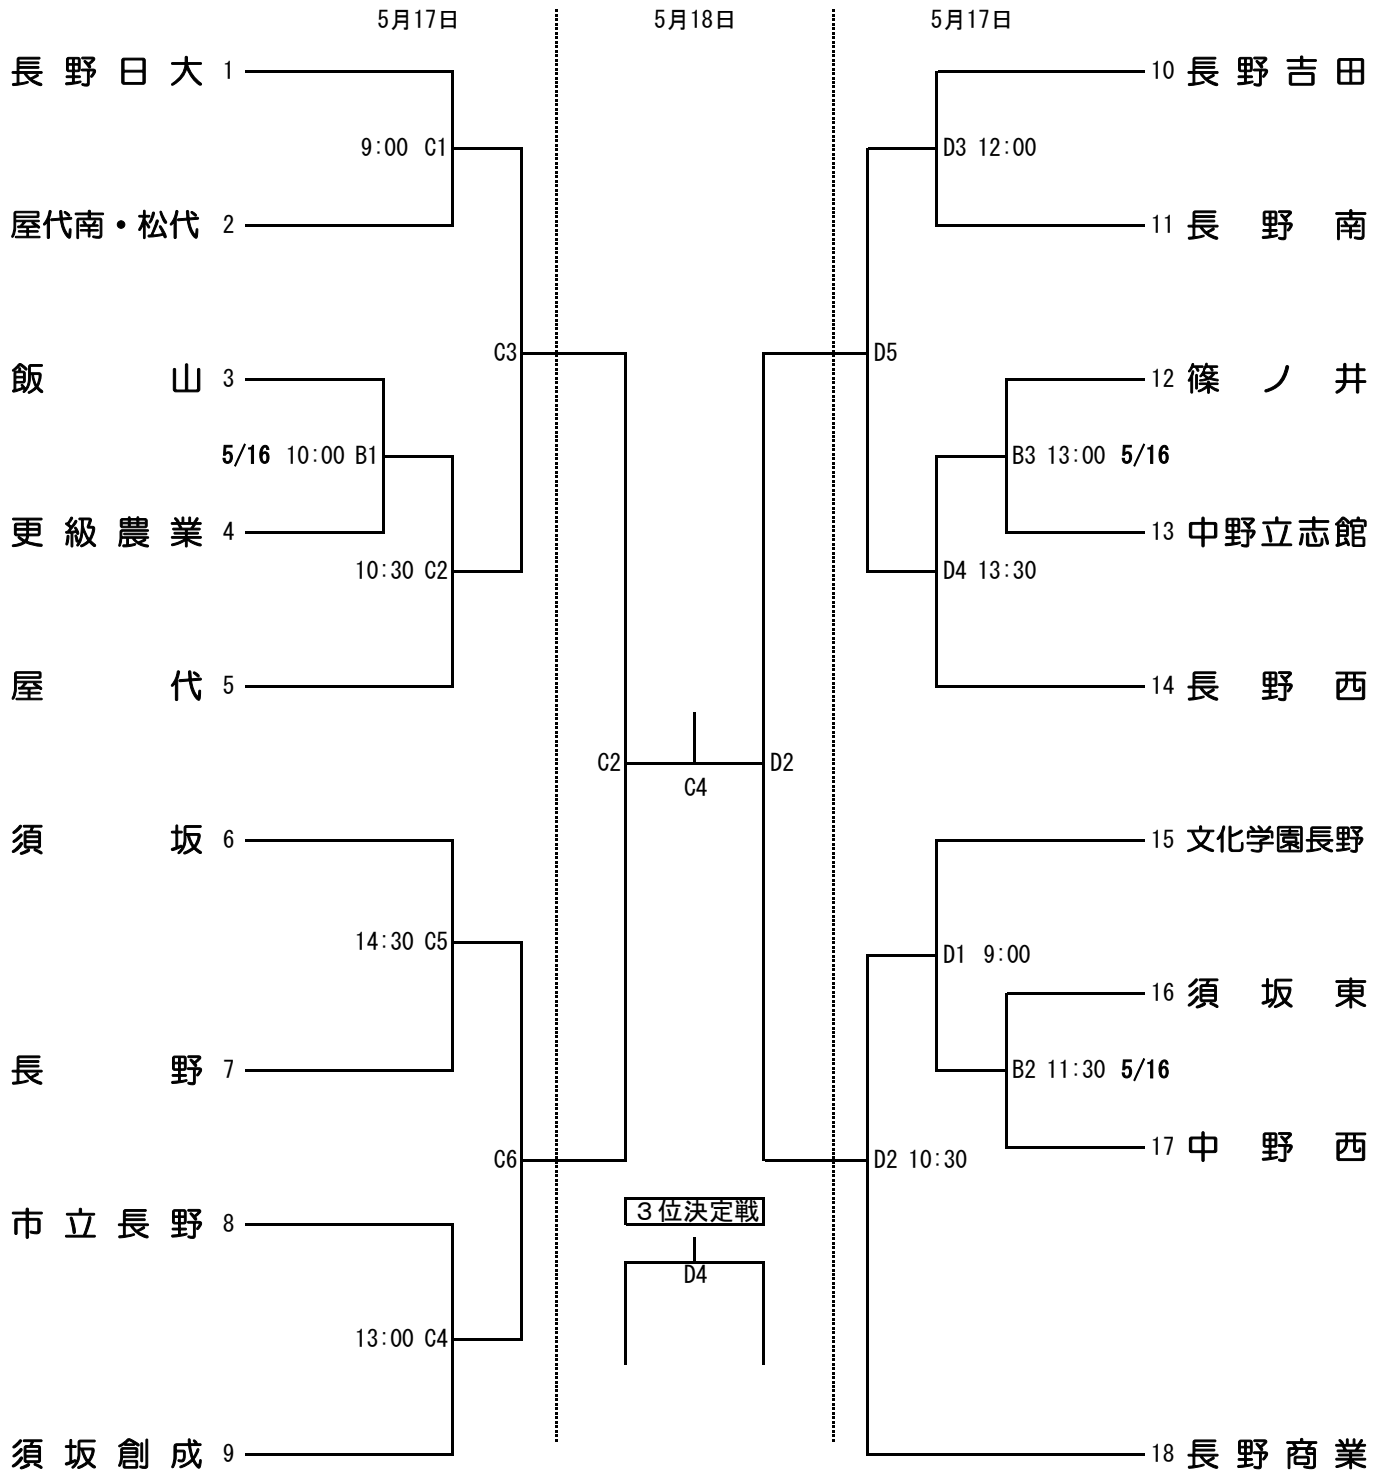 5月17日 5月18日 5月17日
長野日大 1 10 長野吉田
9:00 C1 D3 12:00
屋代南・松代 2 11 長野南
C3 D5
飯山 3 12 篠ノ井
5/16 10:00 B1 B3 13:00 5/16
更級農業 4 13 中野立志館
10:30 C2 D4 13:30
屋代 5 14 長野西
C2 D2
C4
須坂 6 15 文化学園長野
14:30 C5 D1 9:00
16 須坂東
長野 7 B2 11:30 5/16
17 中野西
C6 D2 10:30
3位決定戦
市立長野 8
D4
13:00 C4
須坂創成 9 18 長野商業